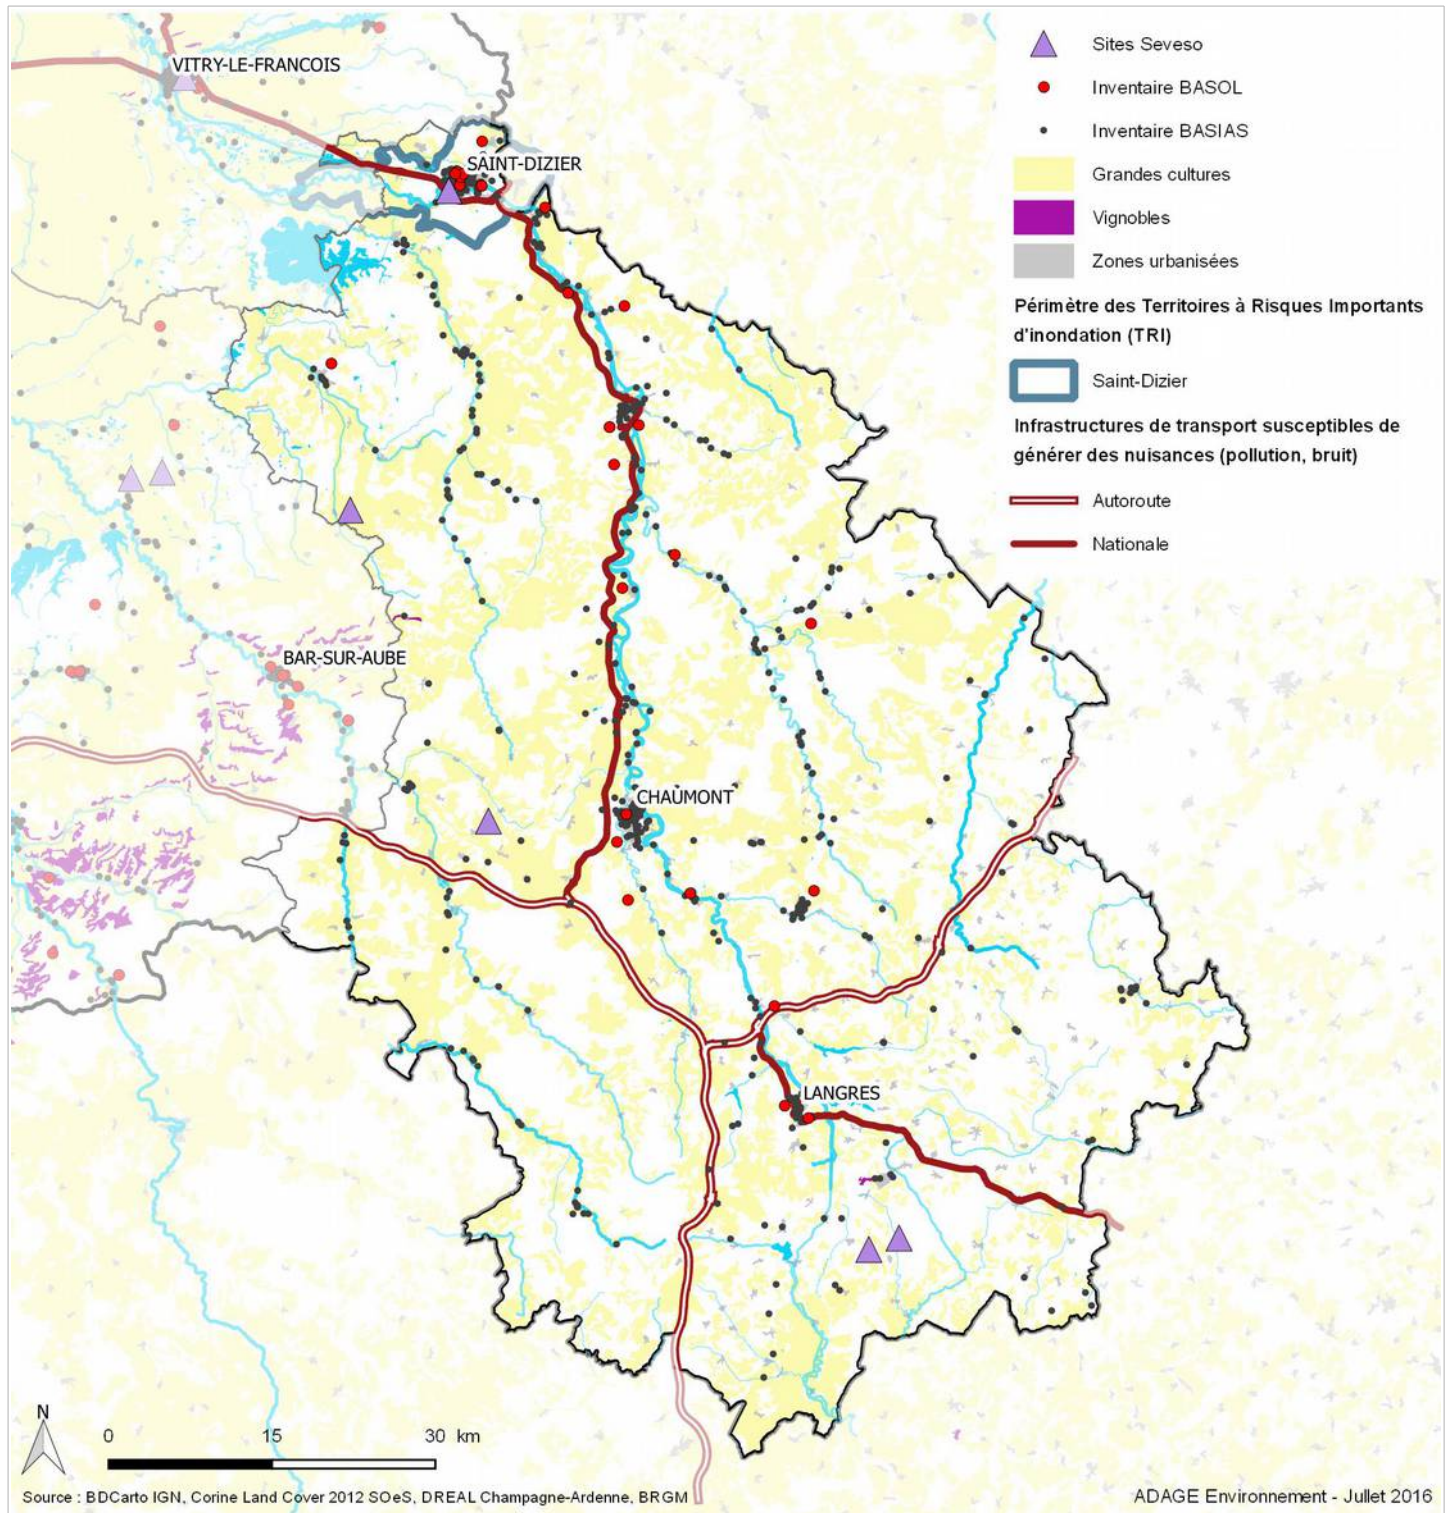 VITRY-LE-FRANCOIS
SAINT-DIZIER
BAR-SUR-AUBE
CHAUMONT
LANGRES
Sites Seveso
Inventaire BASOL
Inventaire BASIAS
Grandes cultures
Vignobles
Zones urbanisées
Périmètre des Territoires à Risques Importants
d'inondation (TRI)
Saint-Dizier
Infrastructures de transport susceptibles de
générer des nuisances (pollution, bruit)
Autoroute
Nationale
N
0 15 30 km
Source : BDCarto IGN, Corine Land Cover 2012 SOeS, DREAL Champagne-Ardenne, BRGM
ADAGE Environnement - Jullet 2016